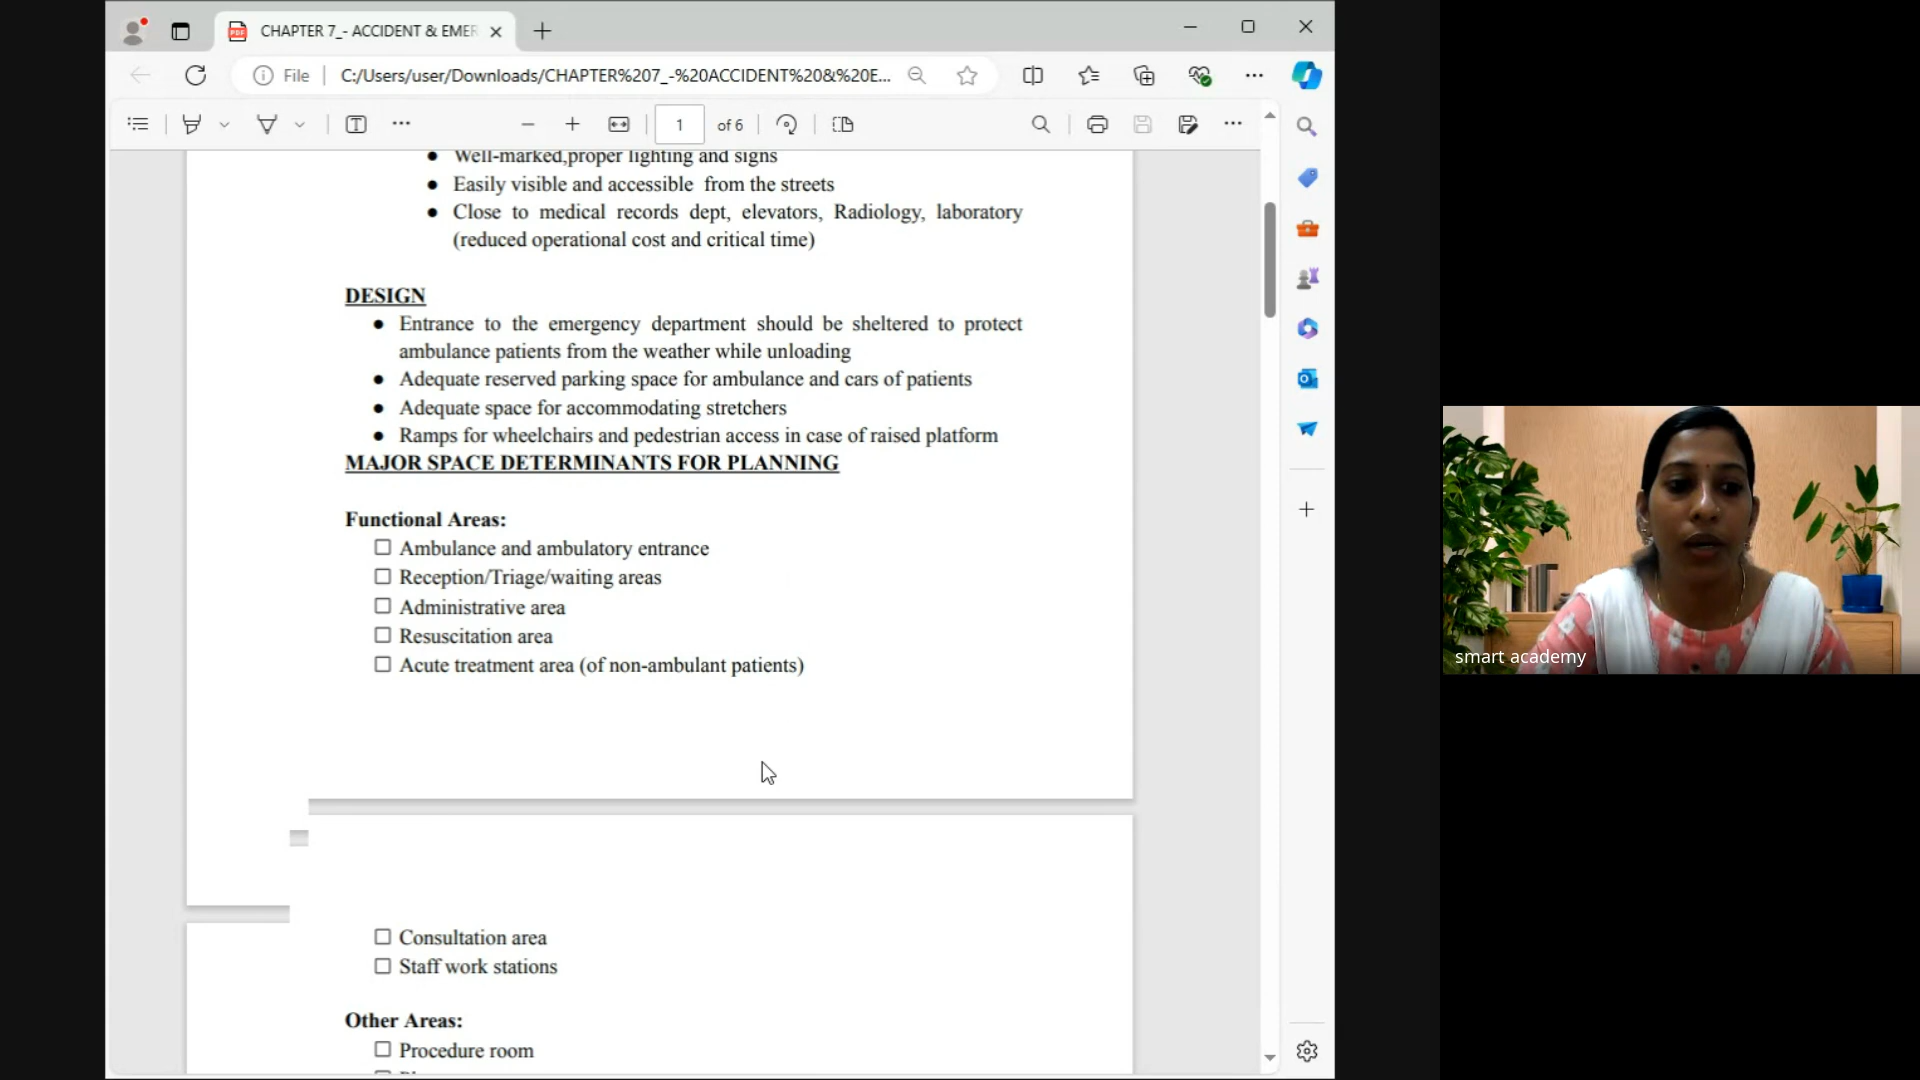 CHAPTER 7_- ACCIDENT & EMER
File
C:/Users/user/Downloads/CHAPTER%207_-%20ACCIDENT%20&%20E...
1 of 6
● Well-marked,proper lighting and signs
● Easily visible and accessible from the streets
● Close to medical records dept, elevators, Radiology, laboratory
(reduced operational cost and critical time)
DESIGN
● Entrance to the emergency department should be sheltered to protect
ambulance patients from the weather while unloading
● Adequate reserved parking space for ambulance and cars of patients
● Adequate space for accommodating stretchers
● Ramps for wheelchairs and pedestrian access in case of raised platform
MAJOR SPACE DETERMINANTS FOR PLANNING
Functional Areas:
☐ Ambulance and ambulatory entrance
☐ Reception/Triage/waiting areas
☐ Administrative area
☐ Resuscitation area
☐ Acute treatment area (of non-ambulant patients)
☐ Consultation area
☐ Staff work stations
Other Areas:
☐ Procedure room
smart academy